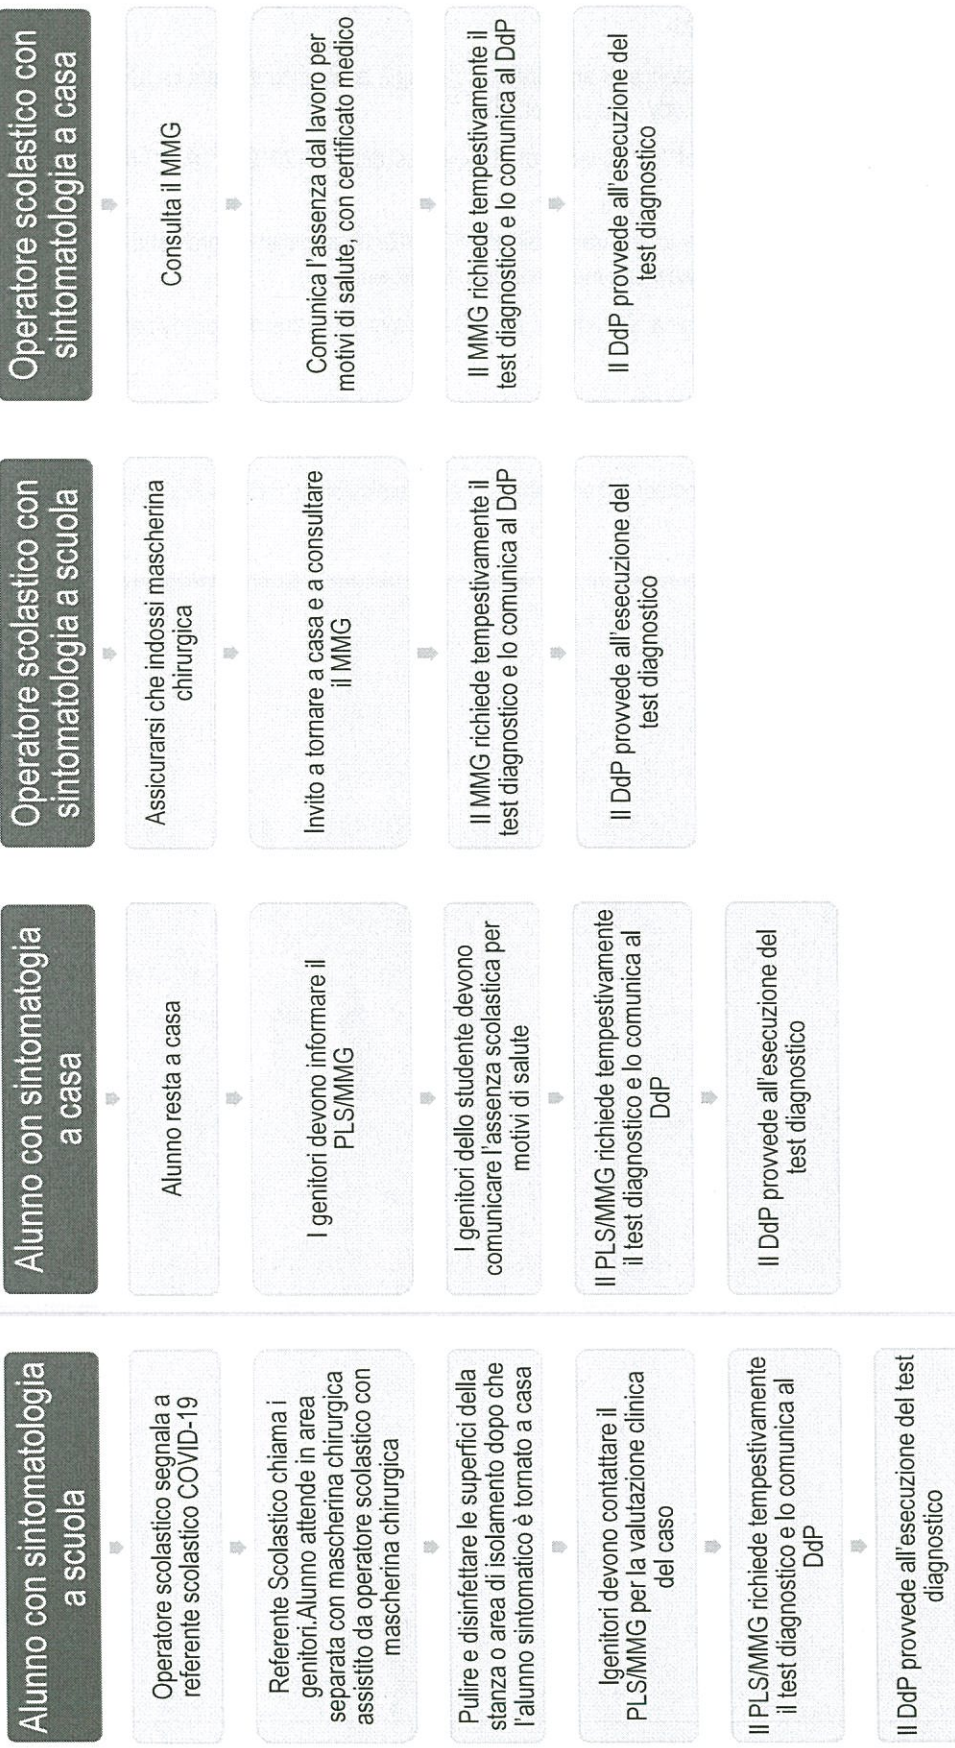 Alunno con sintomatologia
a scuola
Operatore scolastico segnala a
referente scolastico COVID-19
Referente Scolastico chiama i
genitori.Alunno attende in area
separata con mascherina chirurgica
assistito da operatore scolastico con
mascherina chirurgica
Pulire e disinfettare le superfici della
stanza o area di isolamento dopo che
l'alunno sintomatico è tornato a casa
Igenitori devono contattare il
PLS/MMG per la valutazione clinica
del caso
Il PLS/MMG richiede tempestivamente
il test diagnostico e lo comunica al
DdP
Il DdP provvede all'esecuzione del test
diagnostico
Alunno con sintomatogia
a casa
Alunno resta a casa
I genitori devono informare il
PLS/MMG
I genitori dello studente devono
comunicare l'assenza scolastica per
motivi di salute
Il PLS/MMG richiede tempestivamente
il test diagnostico e lo comunica al
DdP
Il DdP provvede all'esecuzione del
test diagnostico
Operatore scolastico con
sintomatologia a scuola
Assicurarsi che indossi mascherina
chirurgica
Invito a tornare a casa e a consultare
il MMG
Il MMG richiede tempestivamente il
test diagnostico e lo comunica al DdP
Il DdP provvede all'esecuzione del
test diagnostico
Operatore scolastico con
sintomatologia a casa
Consulta il MMG
Comunica l'assenza dal lavoro per
motivi di salute, con certificato medico
Il MMG richiede tempestivamente il
test diagnostico e lo comunica al DdP
Il DdP provvede all'esecuzione del
test diagnostico